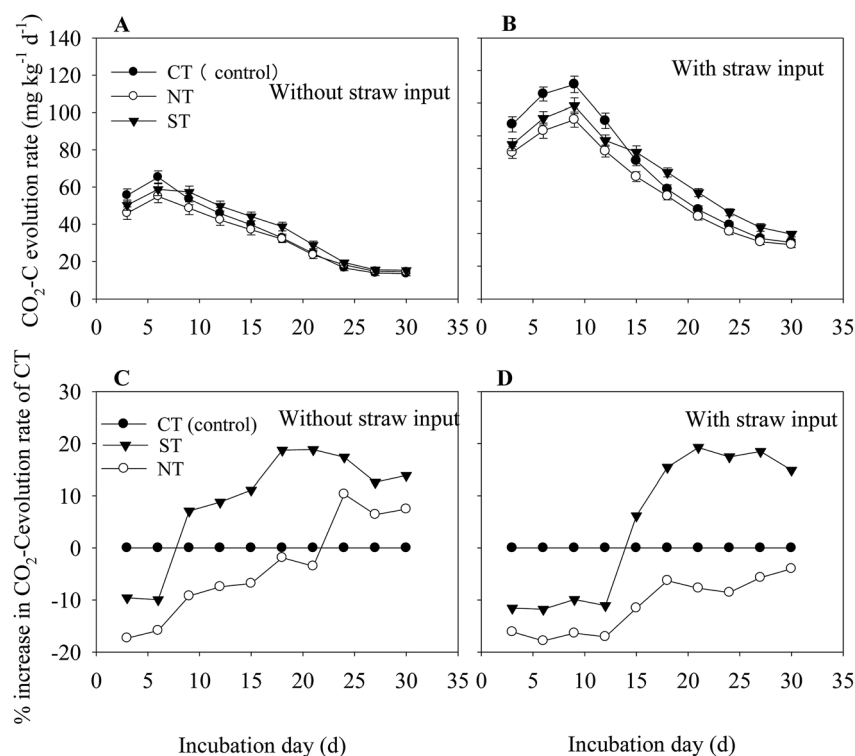 A
B
CO₂-C evolution rate (mg kg⁻¹ d⁻¹)
140
120
100
80
60
40
20
0
CT ( control)
NT
ST
Without straw input
With straw input
0 5 10 15 20 25 30 35
0 5 10 15 20 25 30 35
C
D
% increase in CO₂-Cevolution rate of CT
30
20
10
0
-10
-20
CT (control)
ST
NT
Without straw input
With straw input
0 5 10 15 20 25 30 35
0 5 10 15 20 25 30 35
Incubation day (d)
Incubation day (d)